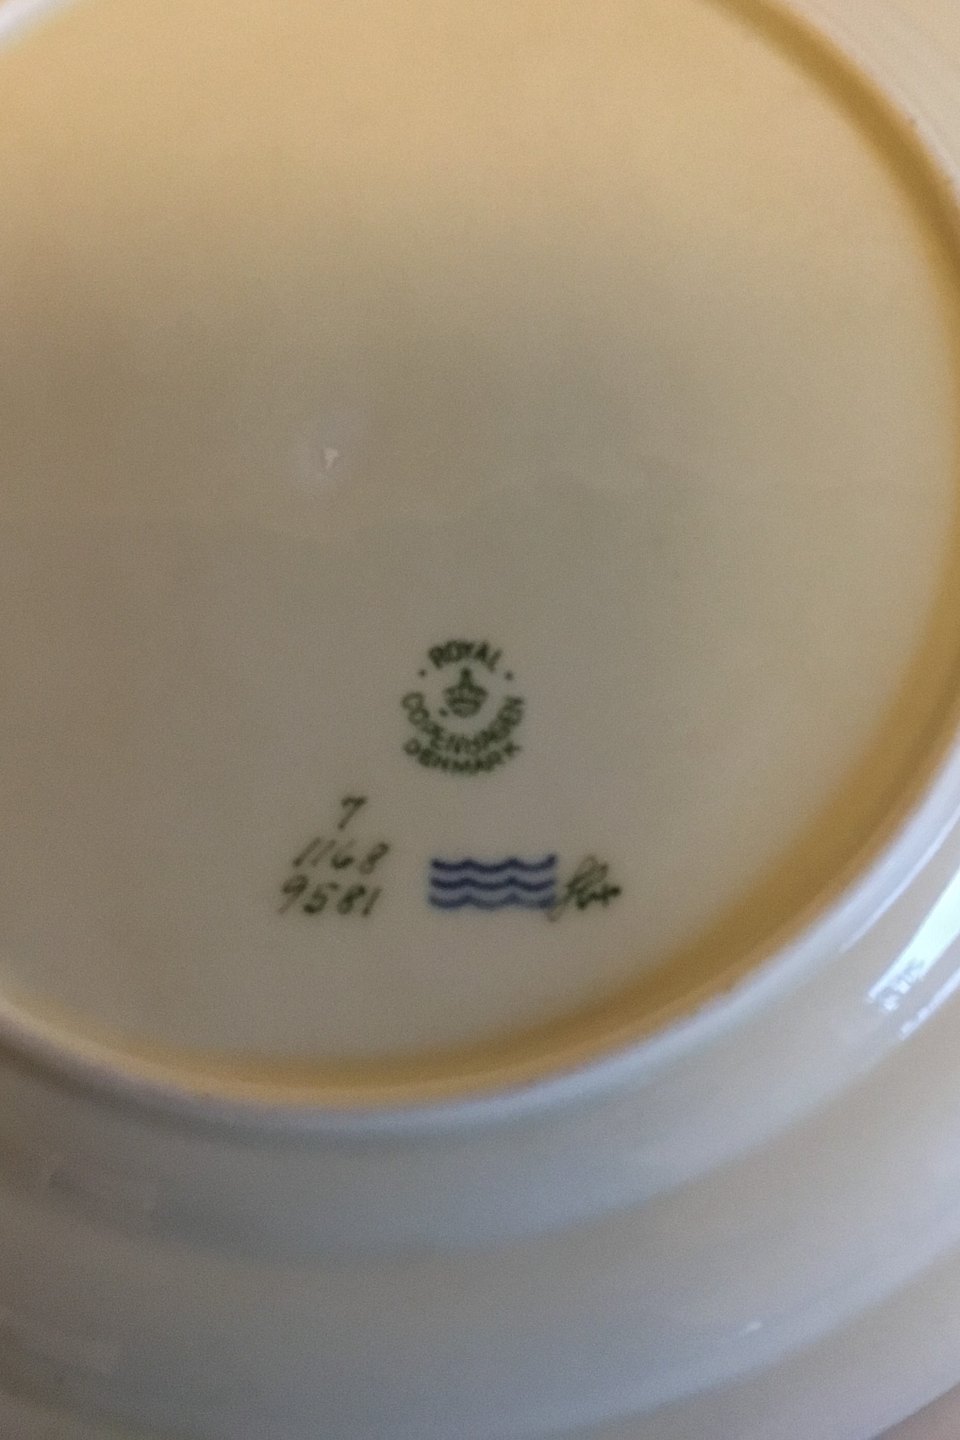 ROYAL
COPENHAGEN
DENMARK
7
1168
9581